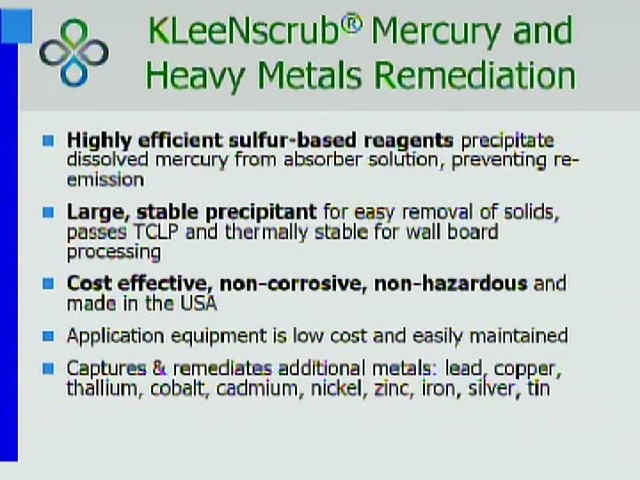 KLeeNscrub® Mercury and
Heavy Metals Remediation
Highly efficient sulfur-based reagents precipitate
dissolved mercury from absorber solution, preventing re-
emission
Large, stable precipitant for easy removal of solids,
passes TCLP and thermally stable for wall board
processing
Cost effective, non-corrosive, non-hazardous and
made in the USA
Application equipment is low cost and easily maintained
Captures & remediates additional metals: lead, copper,
thallium, cobalt, cadmium, nickel, zinc, iron, silver, tin